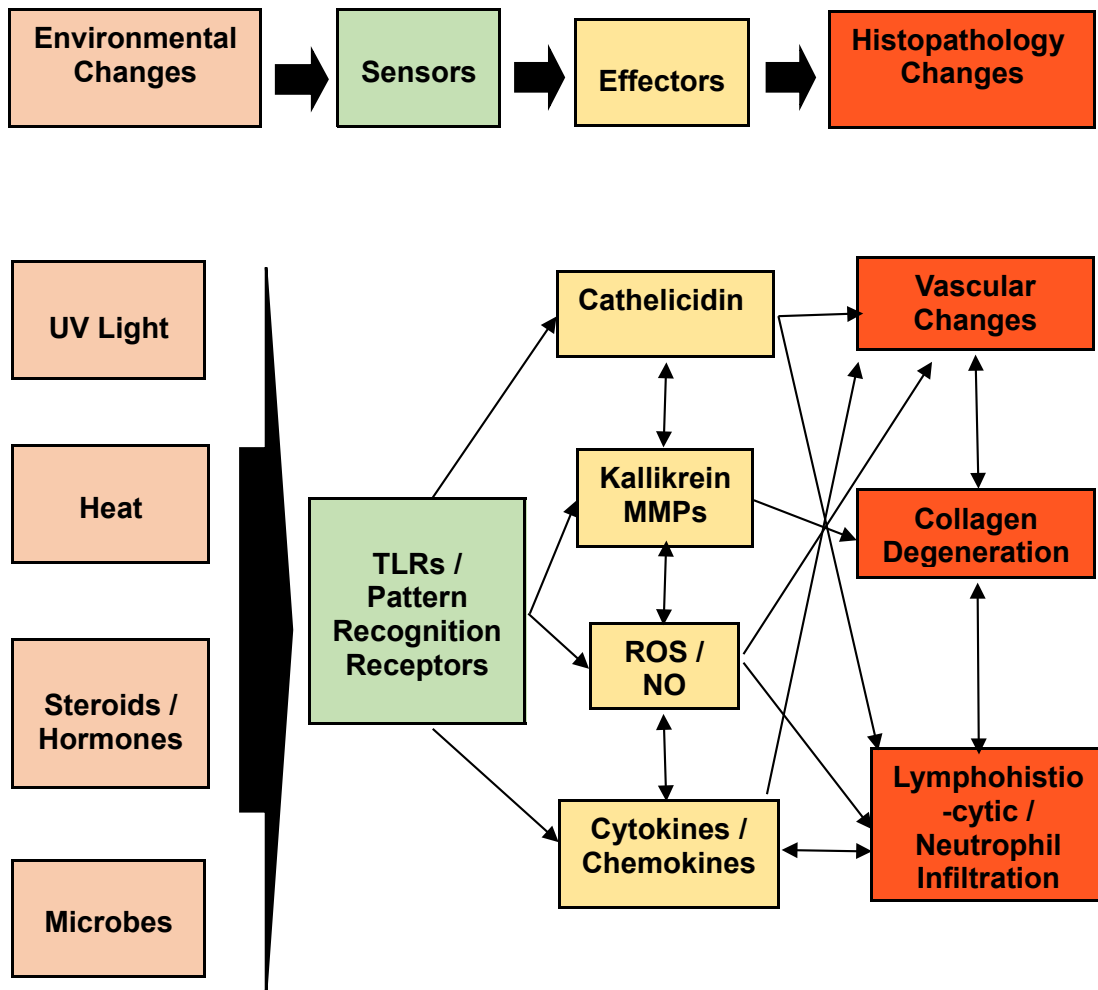 Environmental
Changes
Sensors
Effectors
Histopathology
Changes
UV Light
Heat
Steroids /
Hormones
Microbes
TLRs /
Pattern
Recognition
Receptors
Cathelicidin
Kallikrein
MMPs
ROS /
NO
Cytokines /
Chemokines
Vascular
Changes
Collagen
Degeneration
Lymphohistio
-cytic /
Neutrophil
Infiltration